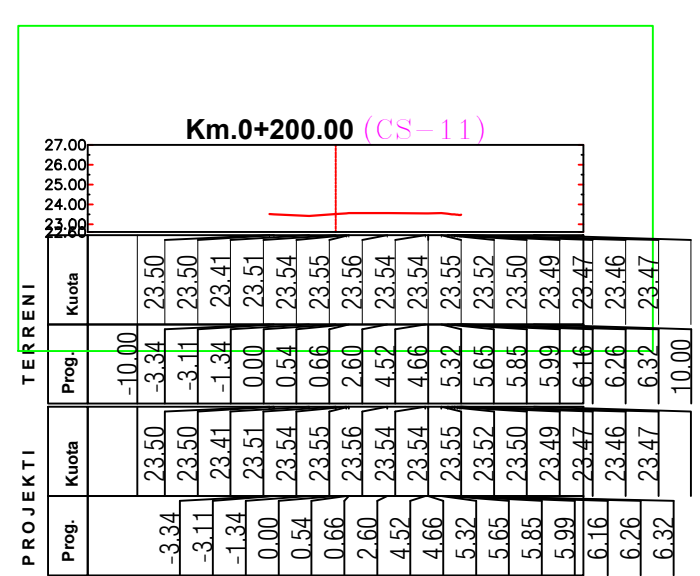 Km.0+200.00 (CS-11)
27.00
26.00
25.00
24.00
23.00
22.60
TERRENI
Kuota
23.50 23.50 23.41 23.51 23.54 23.55 23.56 23.54 23.54 23.55 23.52 23.50 23.49 23.47 23.46 23.47
Prog.
-10.00 -3.34 -3.11 -1.34 0.00 0.54 0.66 2.60 4.52 4.66 5.32 5.65 5.85 5.99 6.16 6.26 6.32 10.00
PROJEKTI
Kuota
23.50 23.50 23.41 23.51 23.54 23.55 23.56 23.54 23.54 23.55 23.52 23.50 23.49 23.47 23.46 23.47
Prog.
-3.34 -3.11 -1.34 0.00 0.54 0.66 2.60 4.52 4.66 5.32 5.65 5.85 5.99 6.16 6.26 6.32